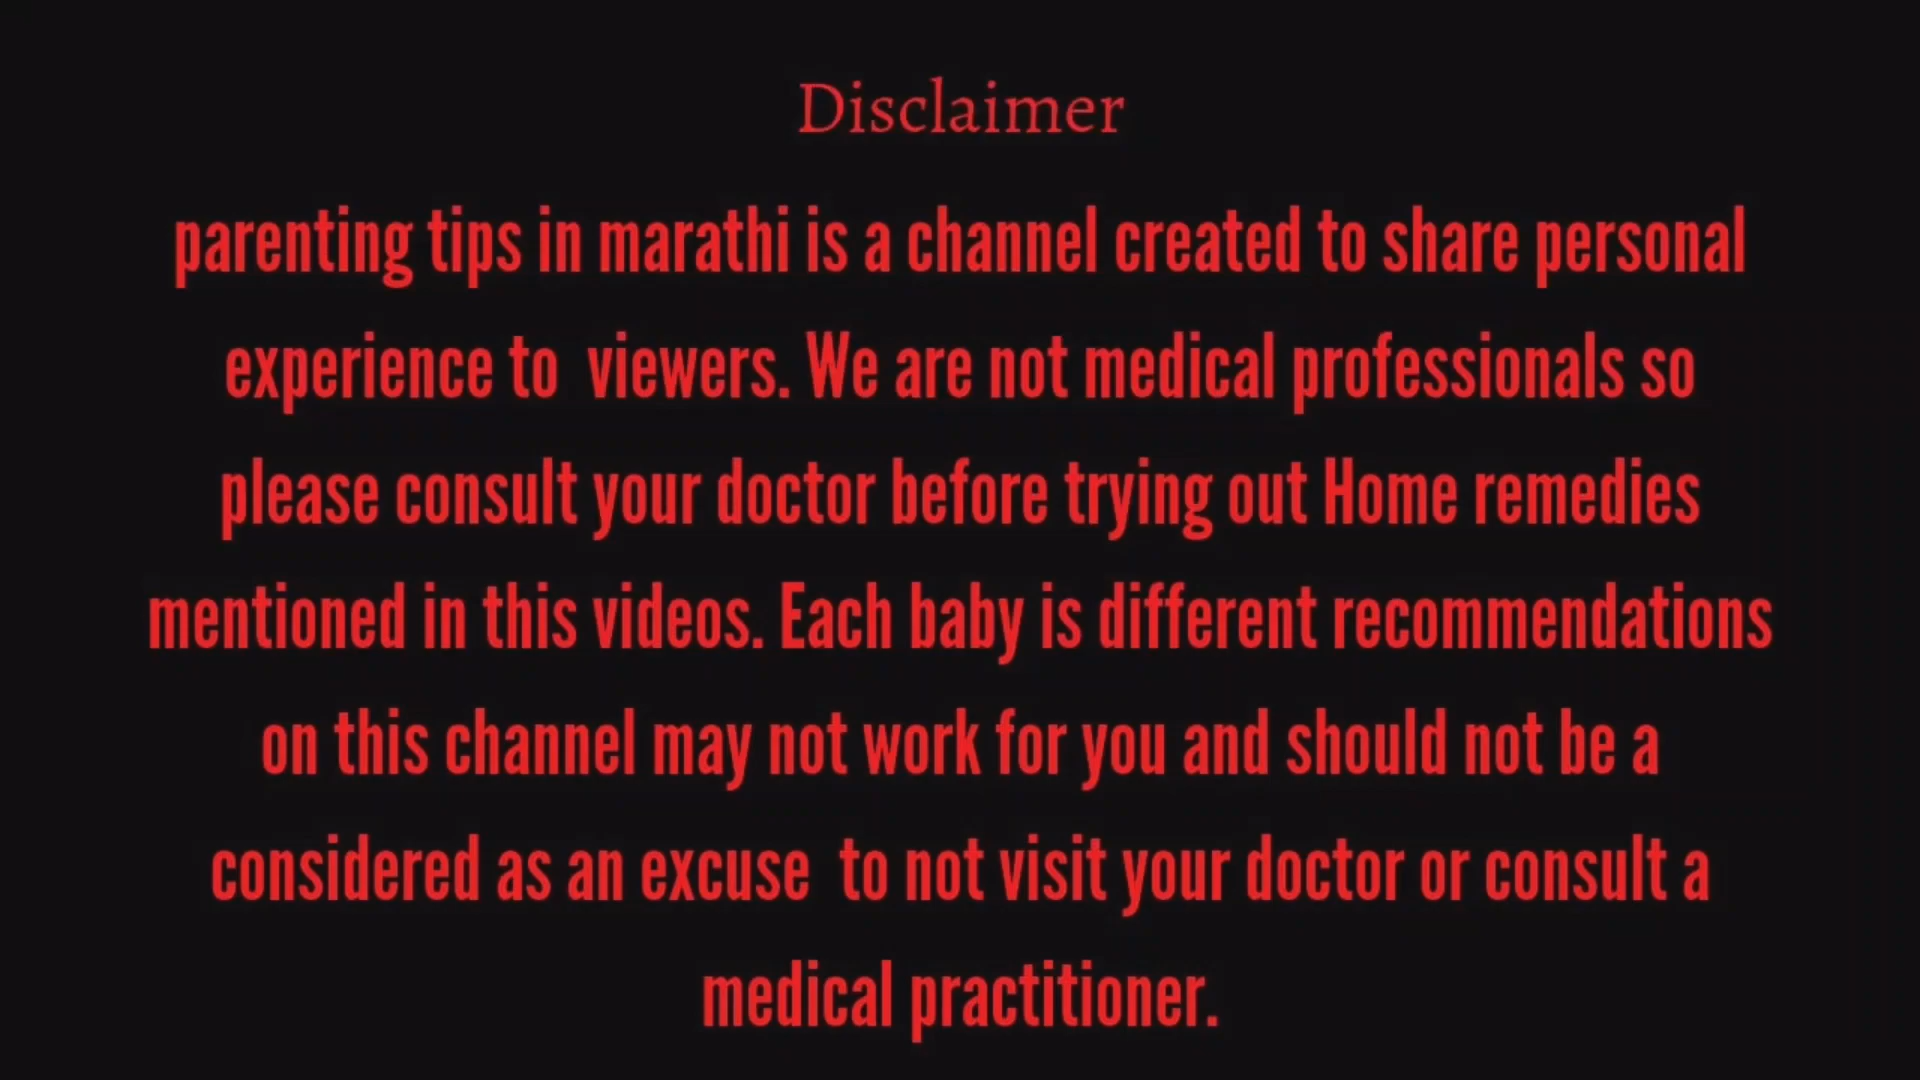 Disclaimer
parenting tips in marathi is a channel created to share personal
experience to  viewers. We are not medical professionals so
please consult your doctor before trying out Home remedies
mentioned in this videos. Each baby is different recommendations
on this channel may not work for you and should not be a
considered as an excuse  to not visit your doctor or consult a
medical practitioner.